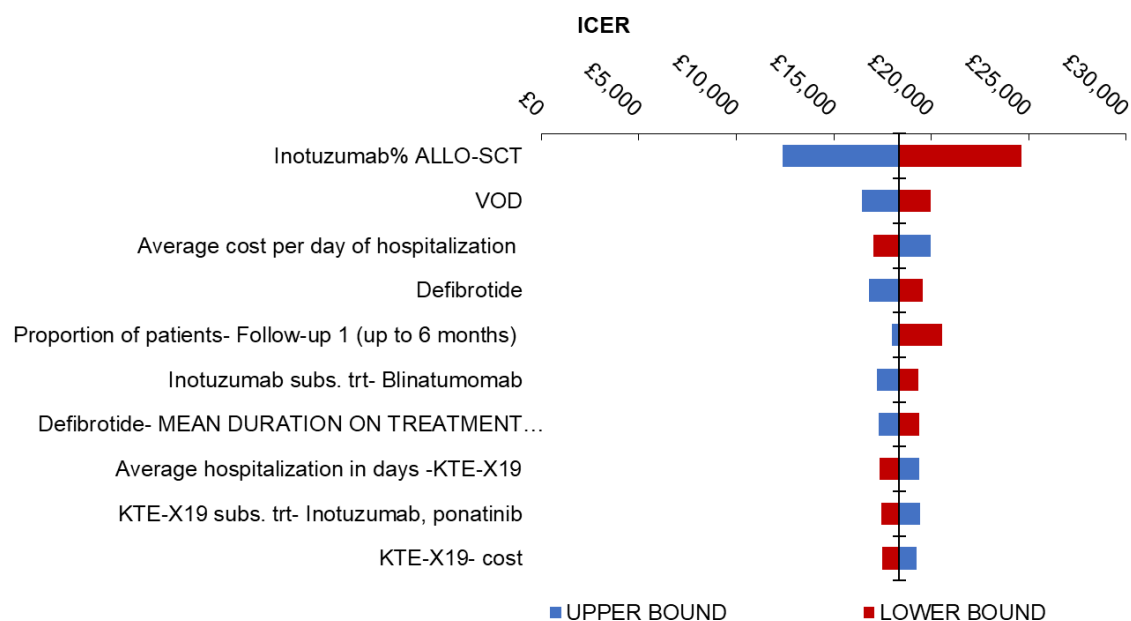 ICER
£0
£5,000
£10,000
£15,000
£20,000
£25,000
£30,000
Inotuzumab% ALLO-SCT
VOD
Average cost per day of hospitalization
Defibrotide
Proportion of patients- Follow-up 1 (up to 6 months)
Inotuzumab subs. trt- Blinatumomab
Defibrotide- MEAN DURATION ON TREATMENT…
Average hospitalization in days -KTE-X19
KTE-X19 subs. trt- Inotuzumab, ponatinib
KTE-X19- cost
UPPER BOUND
LOWER BOUND